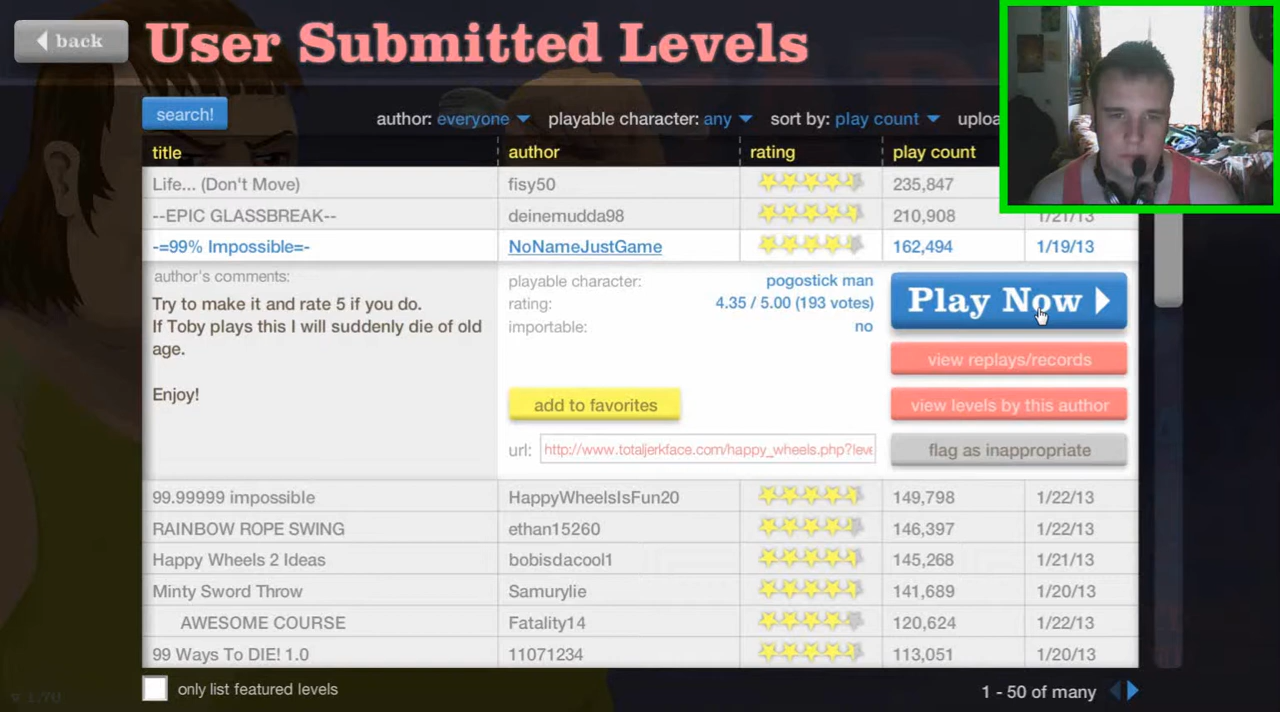 back
User Submitted Levels
search!
author: everyone playable character: any sort by: play count uploa
title author rating play count
Life... (Don't Move) fisy50 235,847
--EPIC GLASSBREAK-- deinemudda98 210,908 1/21/13
-=99% Impossible=- NoNameJustGame 162,494 1/19/13
author's comments:
Try to make it and rate 5 if you do.
If Toby plays this I will suddenly die of old
age.
Enjoy!
playable character: pogostick man
rating: 4.35 / 5.00 (193 votes)
importable: no
add to favorites
url: http://www.totaljerkface.com/happy_wheels.php?leve
Play Now
view replays/records
view levels by this author
flag as inappropriate
99.99999 impossible HappyWheelsIsFun20 149,798 1/22/13
RAINBOW ROPE SWING ethan15260 146,397 1/22/13
Happy Wheels 2 Ideas bobisdacool1 145,268 1/21/13
Minty Sword Throw Samurylie 141,689 1/20/13
AWESOME COURSE Fatality14 120,624 1/22/13
99 Ways To DIE! 1.0 11071234 113,051 1/20/13
v 1.70 only list featured levels 1 - 50 of many